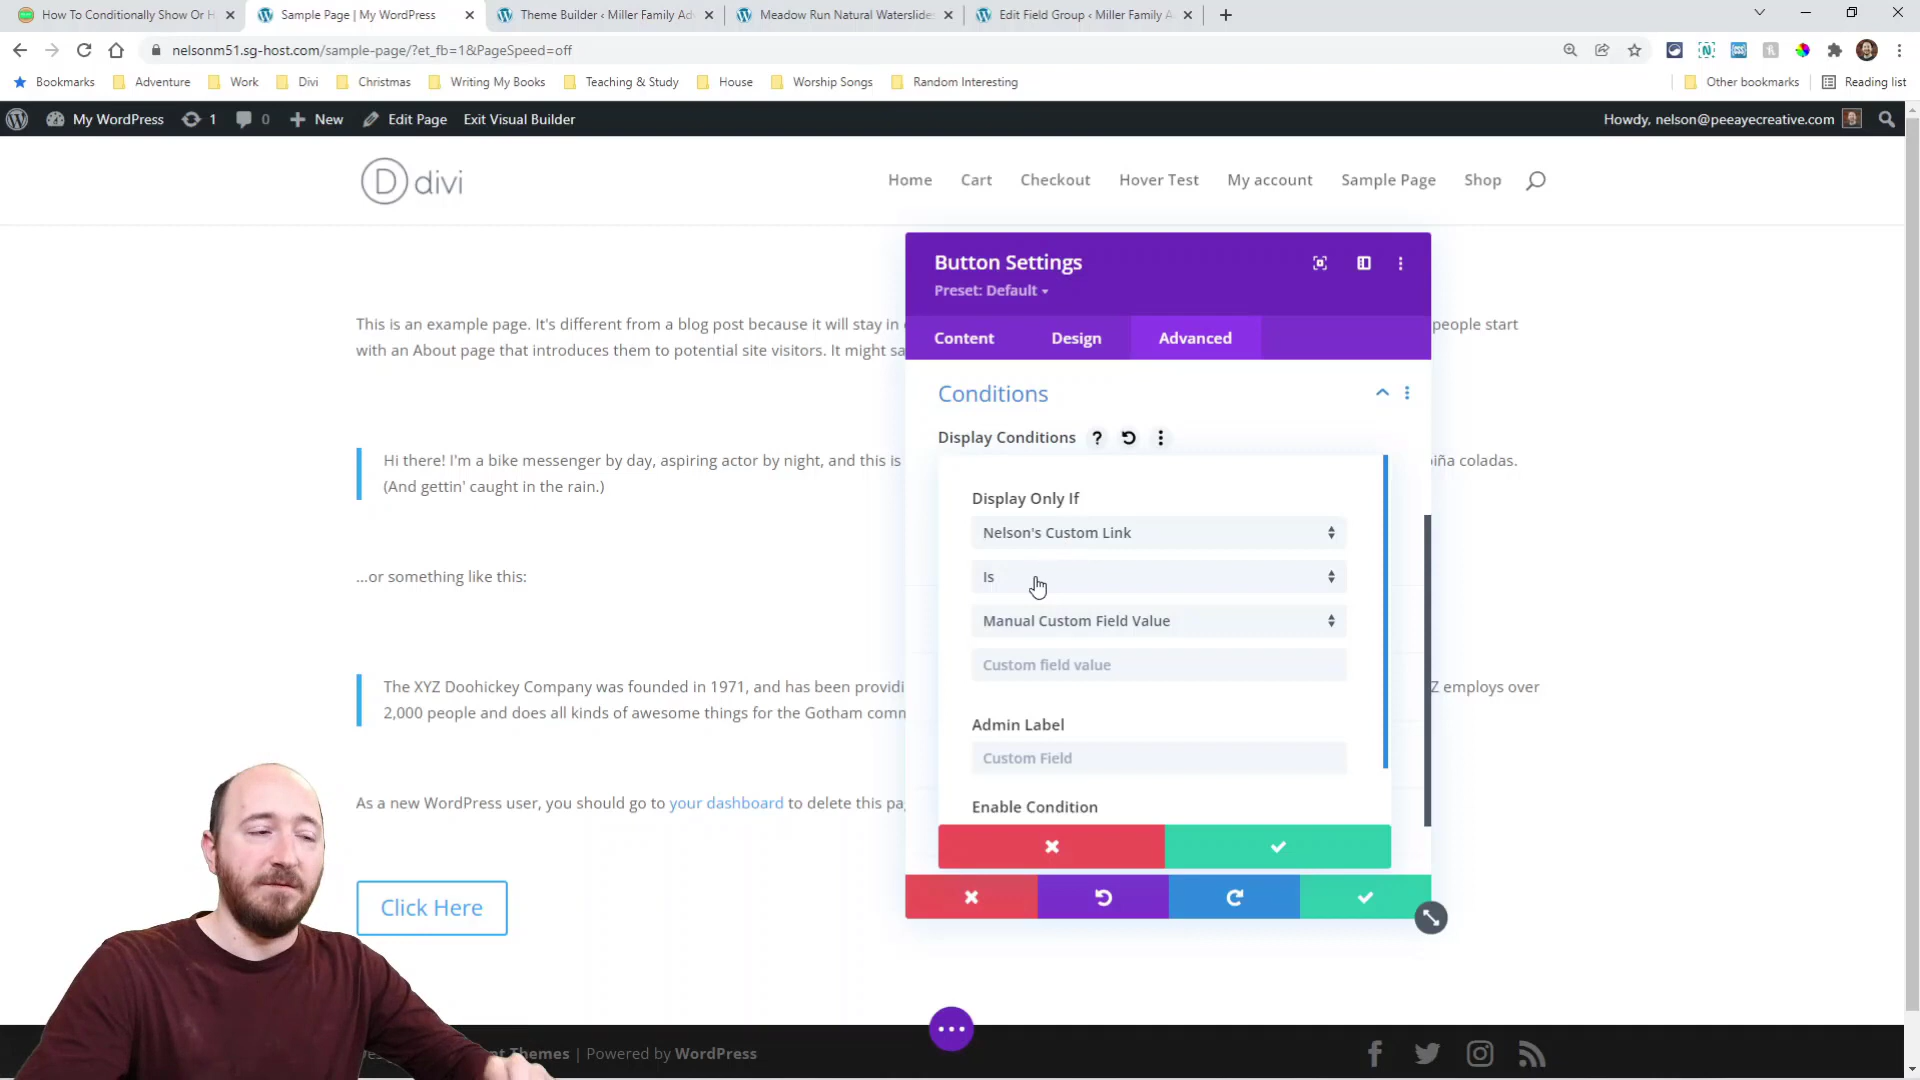 How To Conditionally Show Or H
Sample Page | My WordPress
Theme Builder ‹ Miller Family Ad
Meadow Run Natural Waterslides
Edit Field Group ‹ Miller Family A
nelsonm51.sg-host.com/sample-page/?et_fb=1&PageSpeed=off
Bookmarks Adventure Work Divi Christmas Writing My Books Teaching & Study House Worship Songs Random Interesting Other bookmarks Reading list
My WordPress 1 0 New Edit Page Exit Visual Builder Howdy, nelson@peeayecreative.com
D divi Home Cart Checkout Hover Test My account Sample Page Shop
Button Settings
Preset: Default
Content Design Advanced
This is an example page. It's different from a blog post because it will stay in people start
with an About page that introduces them to potential site visitors. It might sa
Conditions
Display Conditions ?
Hi there! I'm a bike messenger by day, aspiring actor by night, and this is iña coladas.
(And gettin' caught in the rain.)
Display Only If
Nelson's Custom Link
...or something like this:
Is
Manual Custom Field Value
Custom field value
The XYZ Doohickey Company was founded in 1971, and has been providi Z employs over
2,000 people and does all kinds of awesome things for the Gotham comm
Admin Label
Custom Field
As a new WordPress user, you should go to your dashboard to delete this pa
Enable Condition
Click Here
t Themes | Powered by WordPress